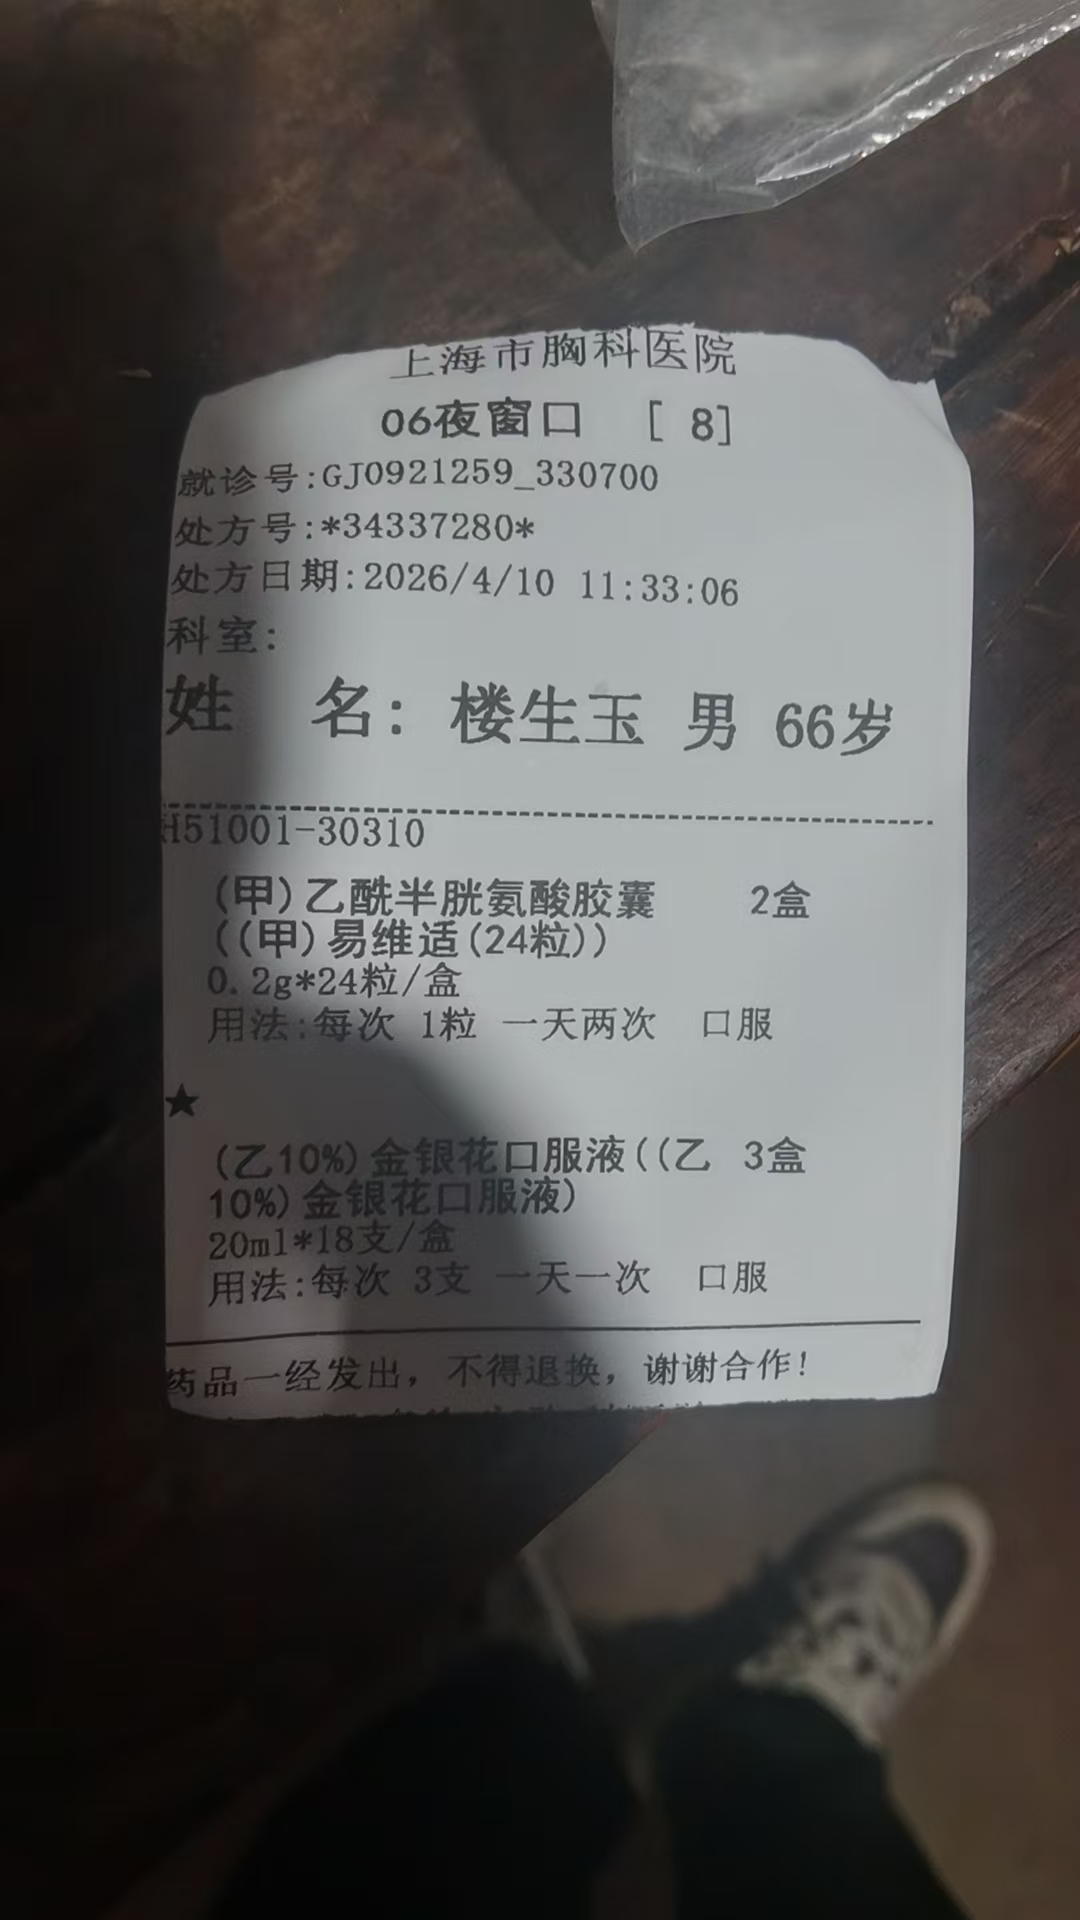 上海市胸科医院
06夜窗口 [ 8]
就诊号:GJ0921259_330700
处方号:*34337280*
处方日期:2026/4/10 11:33:06
科室:
姓 名: 楼生玉 男 66岁
H51001-30310
(甲)乙酰半胱氨酸胶囊 2盒
((甲)易维适(24粒))
0.2g*24粒/盒
用法:每次 1粒 一天两次 口服
★
(乙10%)金银花口服液((乙 3盒
10%)金银花口服液)
20ml*18支/盒
用法:每次 3支 一天一次 口服
药品一经发出，不得退换，谢谢合作!